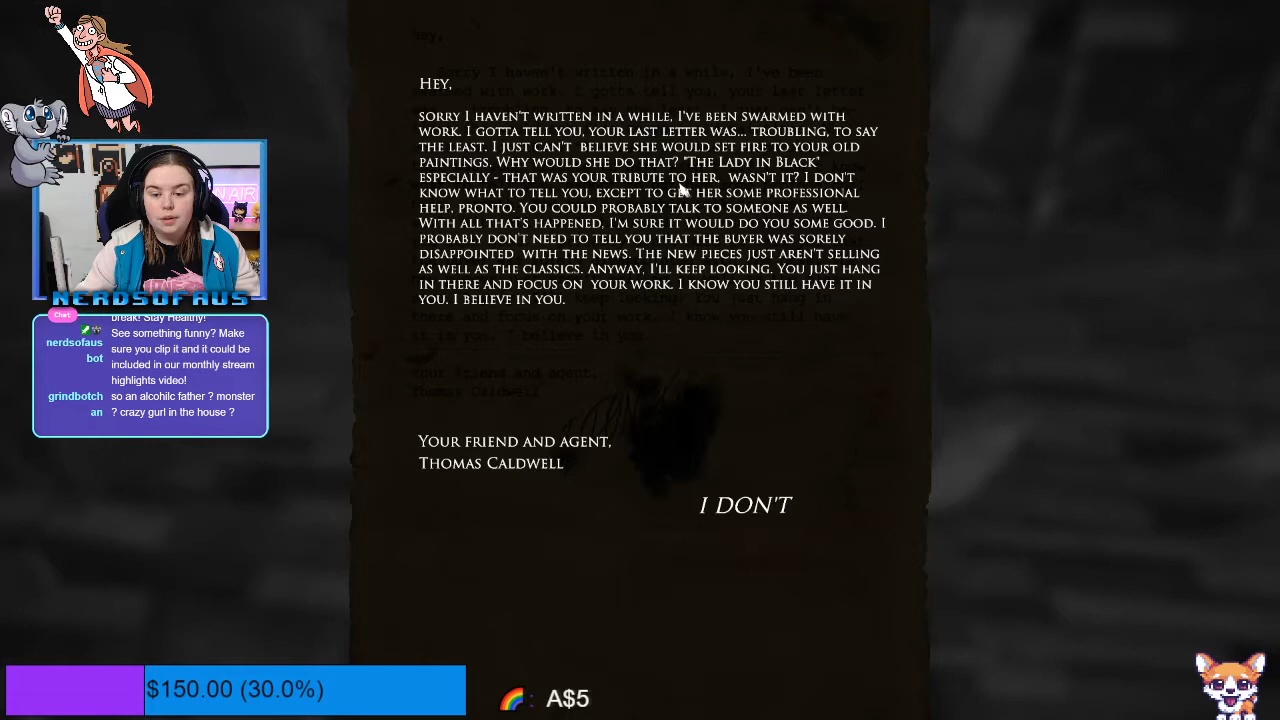 HEY,
SORRY I HAVEN'T WRITTEN IN A WHILE, I'VE BEEN SWARMED WITH
WORK. I GOTTA TELL YOU, YOUR LAST LETTER WAS... TROUBLING, TO SAY
THE LEAST. I JUST CAN'T BELIEVE SHE WOULD SET FIRE TO YOUR OLD
PAINTINGS. WHY WOULD SHE DO THAT? "THE LADY IN BLACK"
ESPECIALLY - THAT WAS YOUR TRIBUTE TO HER, WASN'T IT? I DON'T
KNOW WHAT TO TELL YOU, EXCEPT TO GET HER SOME PROFESSIONAL
HELP, PRONTO. YOU COULD PROBABLY TALK TO SOMEONE AS WELL.
WITH ALL THAT'S HAPPENED, I'M SURE IT WOULD DO YOU SOME GOOD. I
PROBABLY DON'T NEED TO TELL YOU THAT THE BUYER WAS SORELY
DISAPPOINTED WITH THE NEWS. THE NEW PIECES JUST AREN'T SELLING
AS WELL AS THE CLASSICS. ANYWAY, I'LL KEEP LOOKING. YOU JUST HANG
IN THERE AND FOCUS ON YOUR WORK. I KNOW YOU STILL HAVE IT IN
YOU. I BELIEVE IN YOU.
YOUR FRIEND AND AGENT,
THOMAS CALDWELL
I DON'T
AIR
NERDSOFAUS
Chat
break! Stay Healthy!
nerdsofausbot See something funny? Make
sure you clip it and it could be
included in our monthly stream
highlights video!
grindbotchan so an alcohilc father ? monster
? crazy gurl in the house ?
$150.00 (30.0%)
: A$5